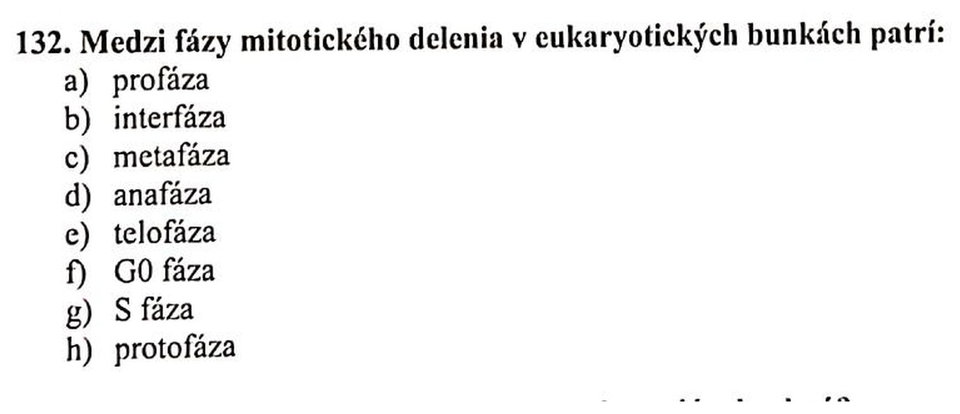 132. Medzi fázy mitotického delenia v eukaryotických bunkách patrí:
a) profáza
b) interfáza
c) metafáza
d) anafáza
e) telofáza
f) G0 fáza
g) S fáza
h) protofáza